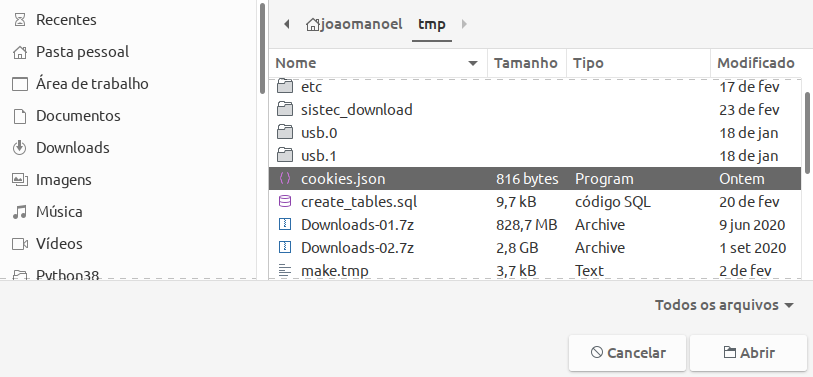 Recentes
Pasta pessoal
Área de trabalho
Documentos
Downloads
Imagens
Música
Vídeos
Python38
joaomanoel tmp
Nome Tamanho Tipo Modificado
etc 17 de fev
sistec_download 23 de fev
usb.0 18 de jan
usb.1 18 de jan
cookies.json 816 bytes Program Ontem
create_tables.sql 9,7 kB código SQL 20 de fev
Downloads-01.7z 828,7 MB Archive 9 jun 2020
Downloads-02.7z 2,8 GB Archive 1 set 2020
make.tmp 3,7 kB Text 2 de fev
Todos os arquivos
Cancelar Abrir